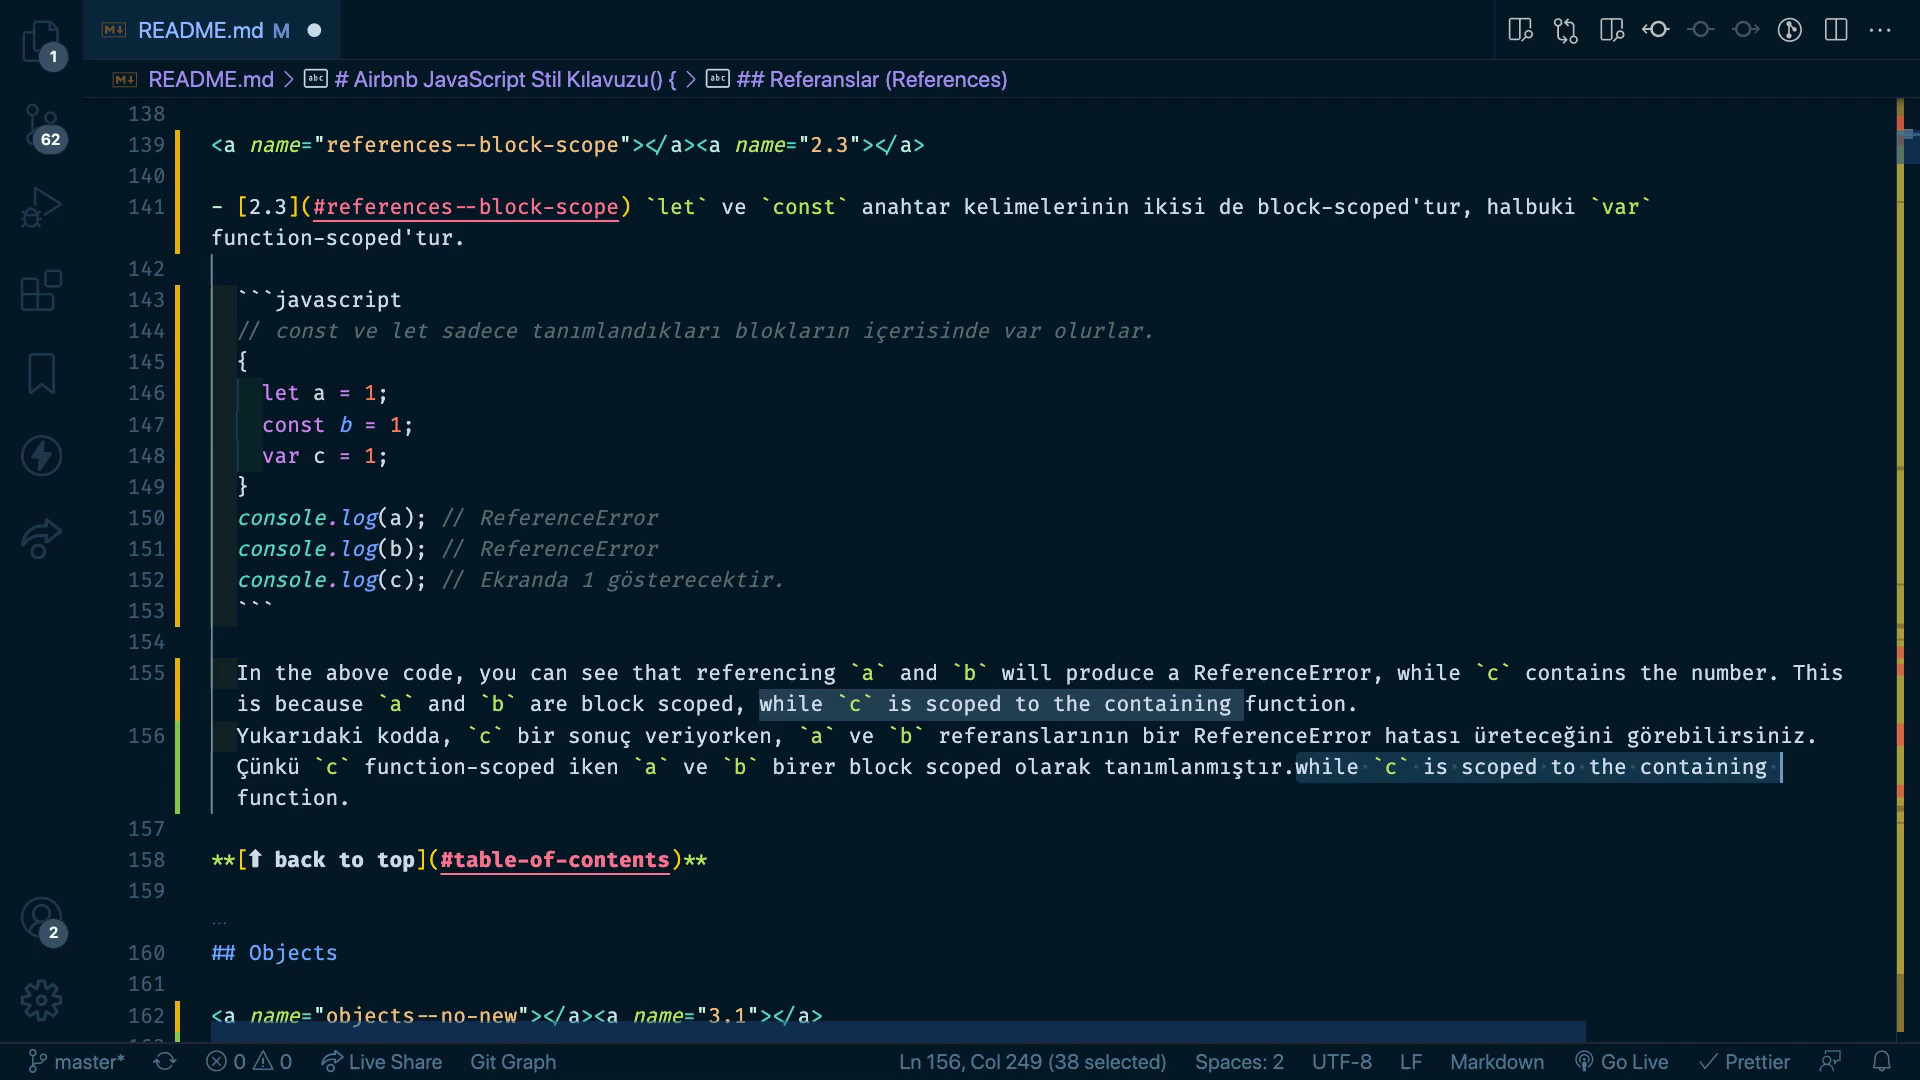 1
62
2
README.md M
README.md > # Airbnb JavaScript Stil Kılavuzu() { > ## Referanslar (References)
138
139 <a name="references--block-scope"></a><a name="2.3"></a>
140
141 - [2.3](#references--block-scope) `let` ve `const` anahtar kelimelerinin ikisi de block-scoped'tur, halbuki `var`
function-scoped'tur.
142
143 ```javascript
144 // const ve let sadece tanımlandıkları blokların içerisinde var olurlar.
145 {
146 let a = 1;
147 const b = 1;
148 var c = 1;
149 }
150 console.log(a); // ReferenceError
151 console.log(b); // ReferenceError
152 console.log(c); // Ekranda 1 gösterecektir.
153 ```
154
155 In the above code, you can see that referencing `a` and `b` will produce a ReferenceError, while `c` contains the number. This
is because `a` and `b` are block scoped, while `c` is scoped to the containing function.
156 Yukarıdaki kodda, `c` bir sonuç veriyorken, `a` ve `b` referanslarının bir ReferenceError hatası üreteceğini görebilirsiniz.
Çünkü `c` function-scoped iken `a` ve `b` birer block scoped olarak tanımlanmıştır.while `c` is scoped to the containing
function.
157
158 **[⬆ back to top](#table-of-contents)**
159
...
160 ## Objects
161
162 <a name="objects--no-new"></a><a name="3.1"></a>
master* 0 0 Live Share Git Graph Ln 156, Col 249 (38 selected) Spaces: 2 UTF-8 LF Markdown Go Live Prettier